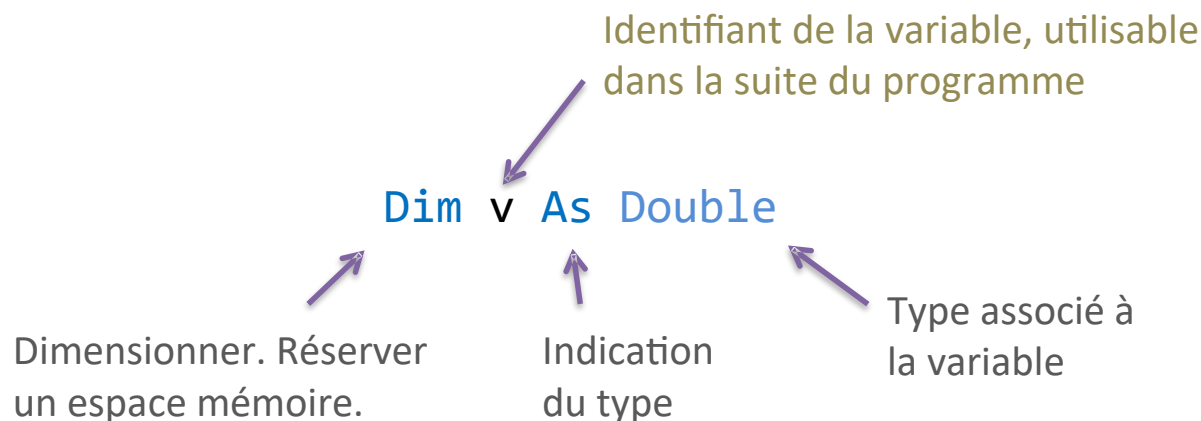 Identifiant de la variable, utilisable
dans la suite du programme
Dim v As Double
Dimensionner. Réserver
un espace mémoire.
Indication
du type
Type associé à
la variable